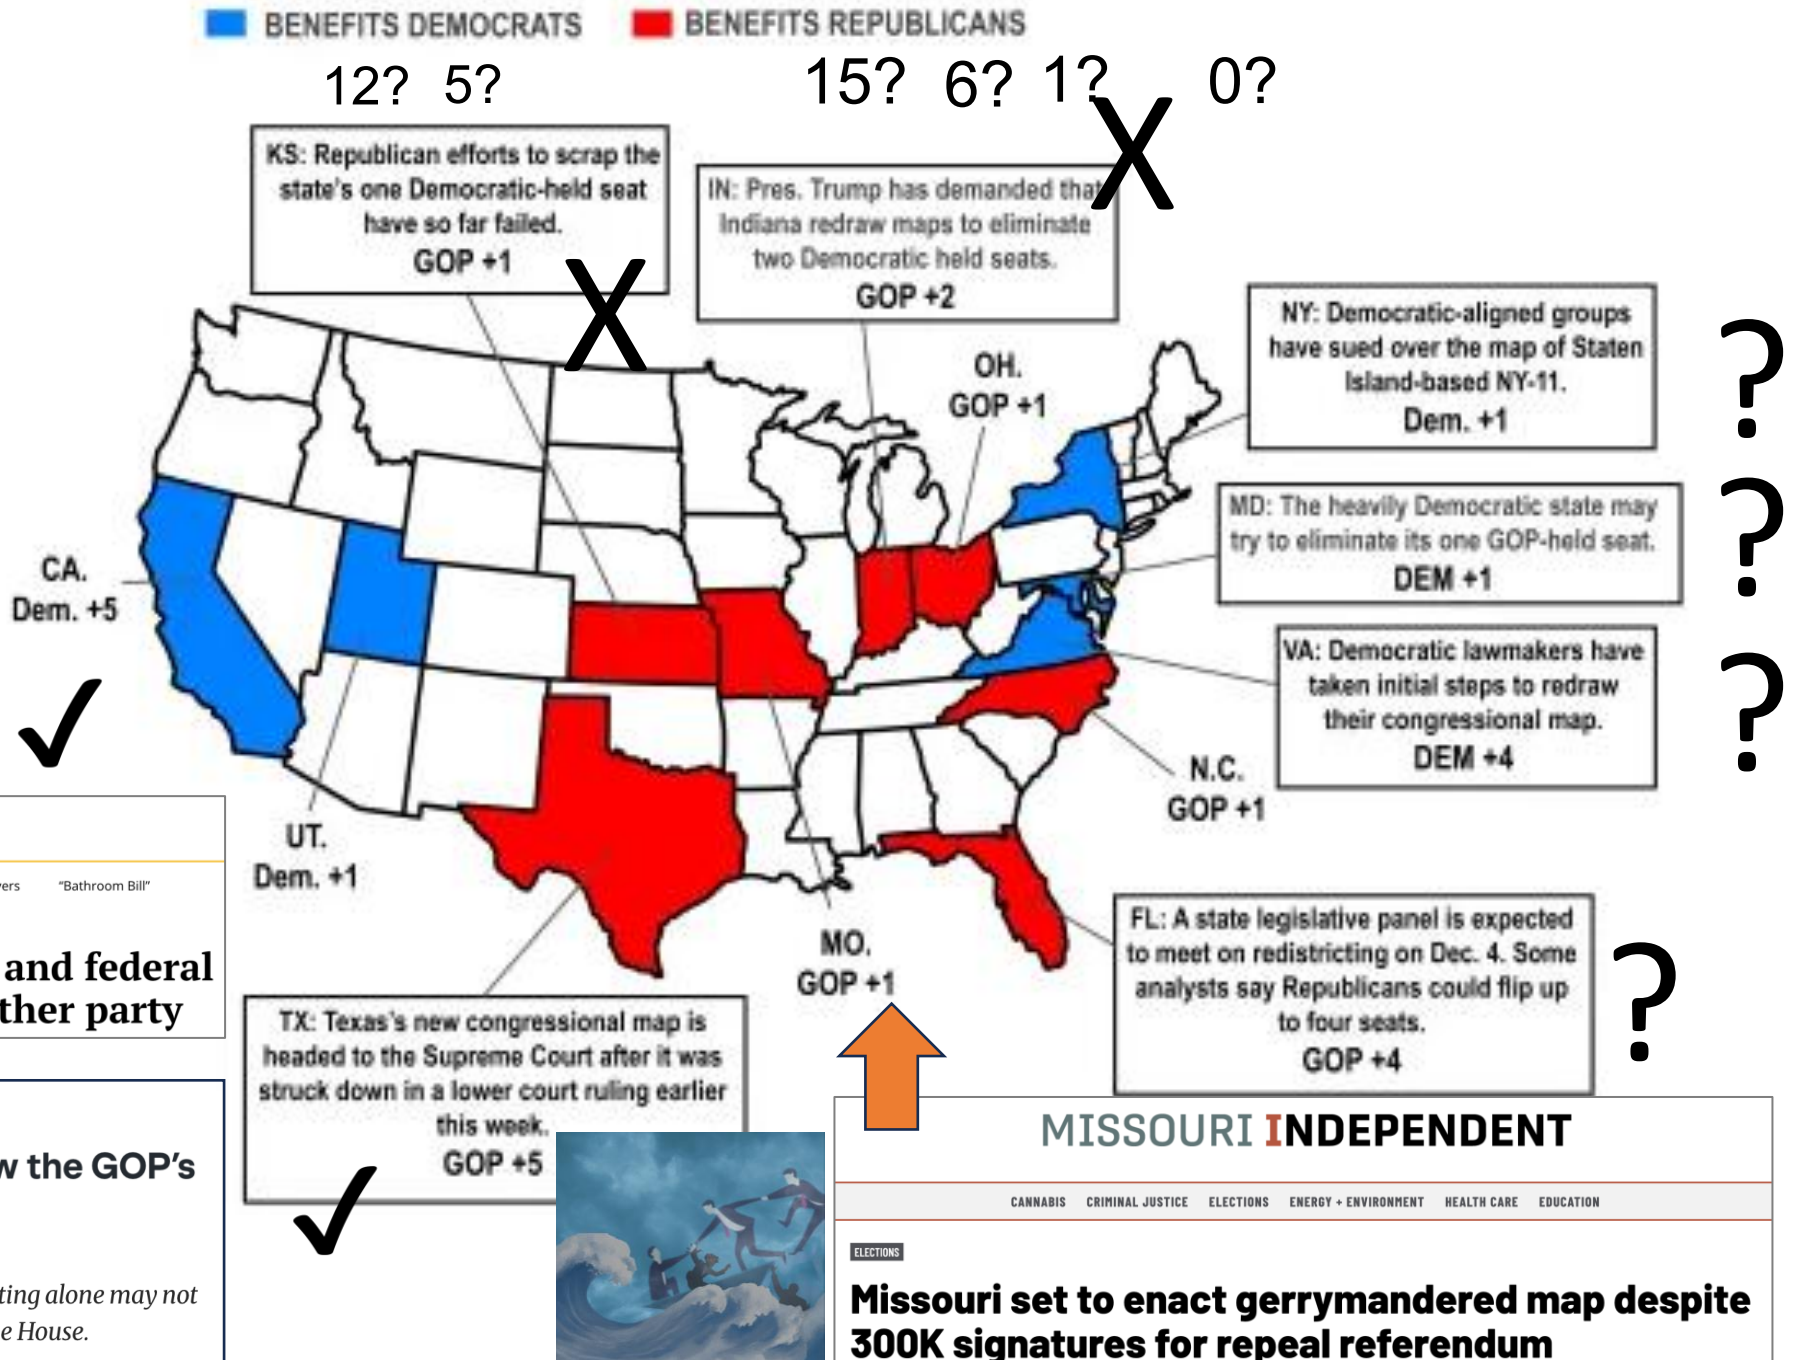 BENEFITS DEMOCRATS
BENEFITS REPUBLICANS
12? 5?
15? 6? 1? 0?
KS: Republican efforts to scrap the
state's one Democratic-held seat
have so far failed.
GOP +1
X
IN: Pres. Trump has demanded that
Indiana redraw maps to eliminate
two Democratic held seats.
GOP +2
X
OH.
GOP +1
NY: Democratic-aligned groups
have sued over the map of Staten
Island-based NY-11.
Dem. +1
?
MD: The heavily Democratic state may
try to eliminate its one GOP-held seat.
DEM +1
?
VA: Democratic lawmakers have
taken initial steps to redraw
their congressional map.
DEM +4
?
CA.
Dem. +5
✓
UT.
Dem. +1
N.C.
GOP +1
MO.
GOP +1
FL: A state legislative panel is expected
to meet on redistricting on Dec. 4. Some
analysts say Republicans could flip up
to four seats.
GOP +4
?
TX: Texas's new congressional map is
headed to the Supreme Court after it was
struck down in a lower court ruling earlier
this week.
GOP +5
✓
"Bathroom Bill"
and federal
ther party
w the GOP's
ting alone may not
e House.
MISSOURI INDEPENDENT
CANNABIS CRIMINAL JUSTICE ELECTIONS ENERGY + ENVIRONMENT HEALTH CARE EDUCATION
ELECTIONS
Missouri set to enact gerrymandered map despite
300K signatures for repeal referendum